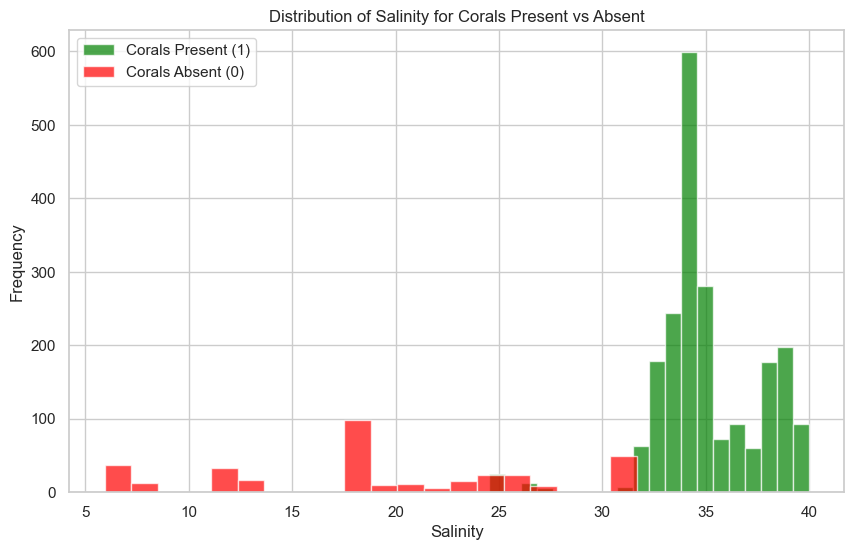 Distribution of Salinity for Corals Present vs Absent
Corals Present (1)
Corals Absent (0)
600
500
400
300
200
100
0
Frequency
5 10 15 20 25 30 35 40
Salinity